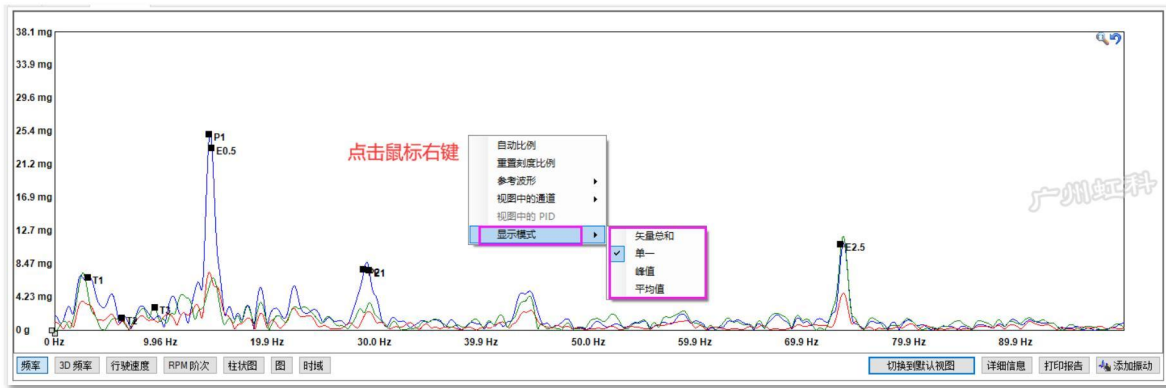 38.1 mg
33.9 mg
29.6 mg
25.4 mg
21.2 mg
16.9 mg
12.7 mg
8.47 mg
4.23 mg
0 g
P1
E0.5
T1
T2
T3
E2.5
点击鼠标右键
自动比例
重置刻度比例
参考波形
视图中的通道
视图中的 PID
显示模式
矢量总和
单一
峰值
平均值
广州虹科
0 Hz 9.96 Hz 19.9 Hz 30.0 Hz 39.9 Hz 50.0 Hz 59.9 Hz 69.9 Hz 79.9 Hz 89.9 Hz
频率 3D 频率 行驶速度 RPM 阶次 柱状图 图 时域 切换到默认视图 详细信息 打印报告 添加振动